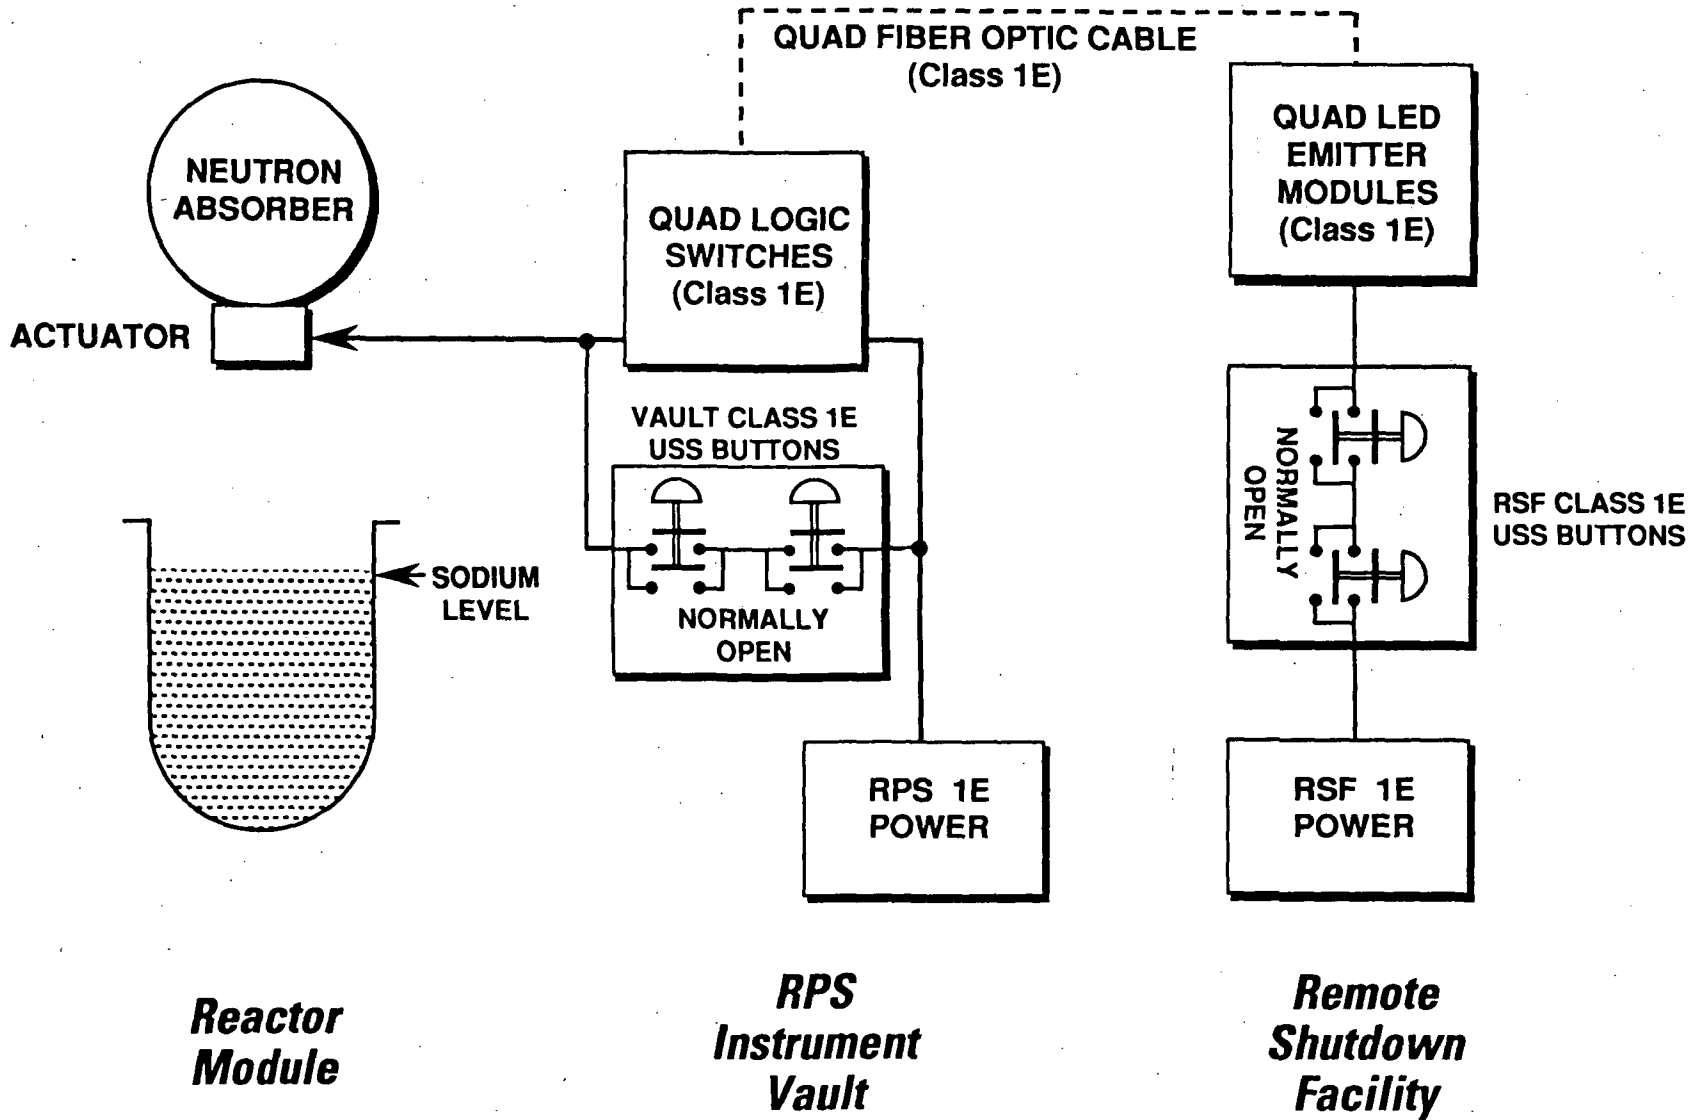 QUAD FIBER OPTIC CABLE
(Class 1E)
NEUTRON
ABSORBER
ACTUATOR
QUAD LOGIC
SWITCHES
(Class 1E)
QUAD LED
EMITTER
MODULES
(Class 1E)
VAULT CLASS 1E
USS BUTTONS
NORMALLY
OPEN
NORMALLY
OPEN
RSF CLASS 1E
USS BUTTONS
SODIUM
LEVEL
RPS 1E
POWER
RSF 1E
POWER
Reactor
Module
RPS
Instrument
Vault
Remote
Shutdown
Facility